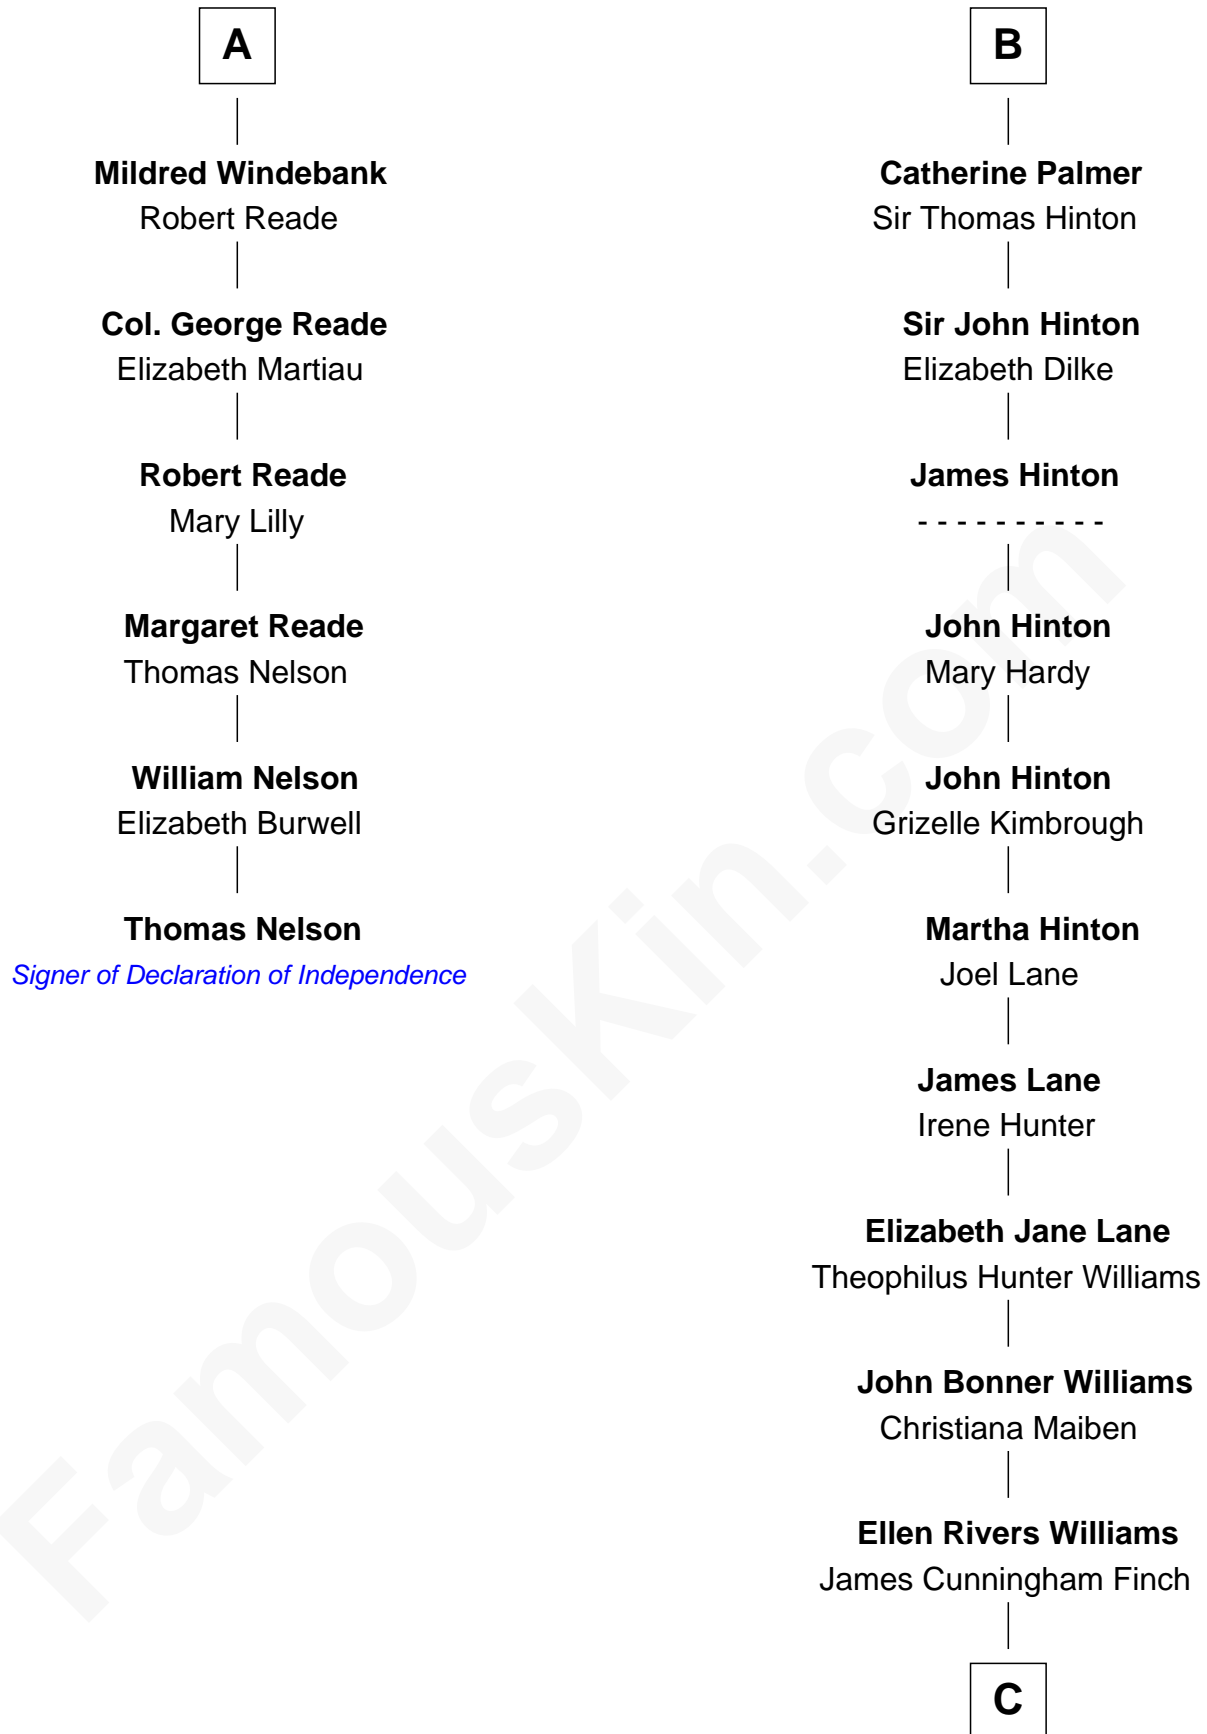 A
Mildred Windebank
Robert Reade
Col. George Reade
Elizabeth Martiau
Robert Reade
Mary Lilly
Margaret Reade
Thomas Nelson
William Nelson
Elizabeth Burwell
Thomas Nelson
Signer of Declaration of Independence
B
Catherine Palmer
Sir Thomas Hinton
Sir John Hinton
Elizabeth Dilke
James Hinton
- - - - - - - - - -
John Hinton
Mary Hardy
John Hinton
Grizelle Kimbrough
Martha Hinton
Joel Lane
James Lane
Irene Hunter
Elizabeth Jane Lane
Theophilus Hunter Williams
John Bonner Williams
Christiana Maiben
Ellen Rivers Williams
James Cunningham Finch
C
FamousKin.com